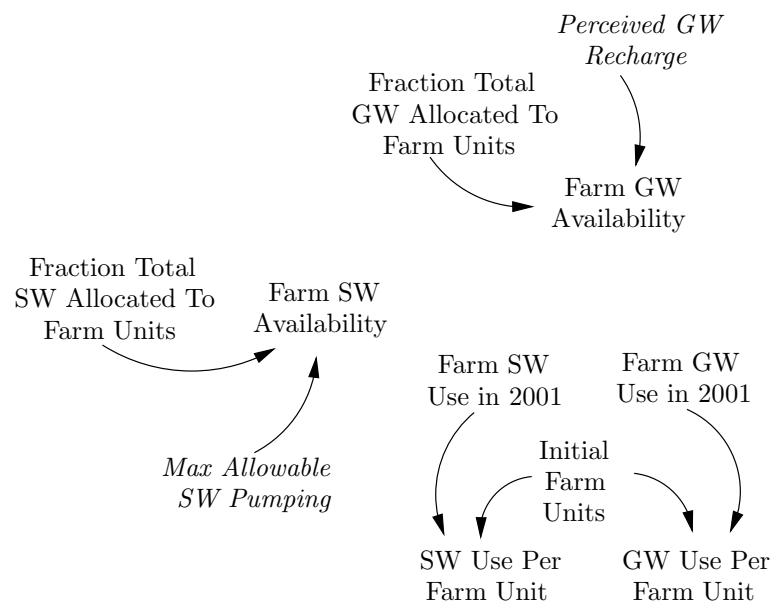 Perceived GW
Recharge
Fraction Total
GW Allocated To
Farm Units
Farm GW
Availability
Fraction Total
SW Allocated To
Farm Units
Farm SW
Availability
Max Allowable
SW Pumping
Farm SW
Use in 2001
Farm GW
Use in 2001
Initial
Farm
Units
SW Use Per
Farm Unit
GW Use Per
Farm Unit